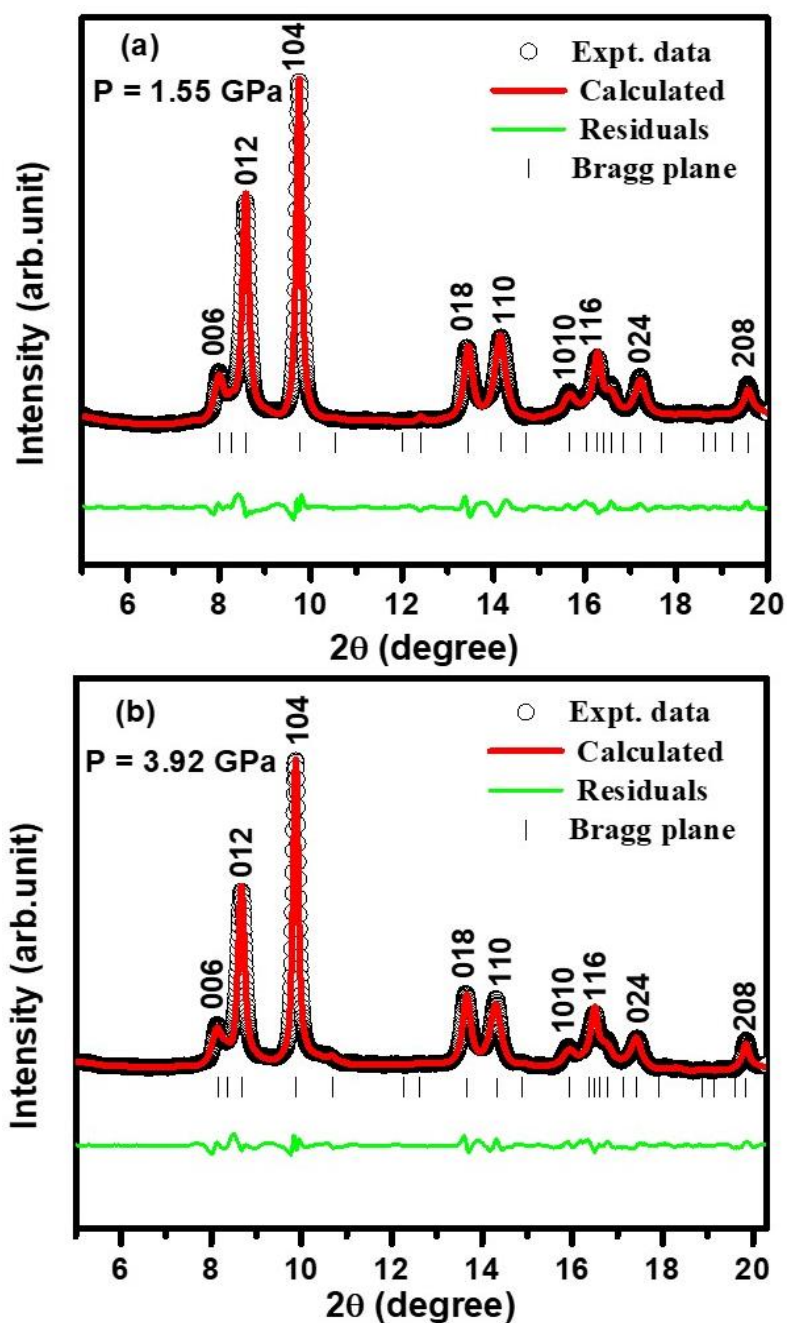 (a)
P = 1.55 GPa
Expt. data
Calculated
Residuals
Bragg plane
006
012
104
018
110
1010
116
024
208
Intensity (arb.unit)
6 8 10 12 14 16 18 20
2θ (degree)
(b)
P = 3.92 GPa
Expt. data
Calculated
Residuals
Bragg plane
006
012
104
018
110
1010
116
024
208
Intensity (arb.unit)
6 8 10 12 14 16 18 20
2θ (degree)